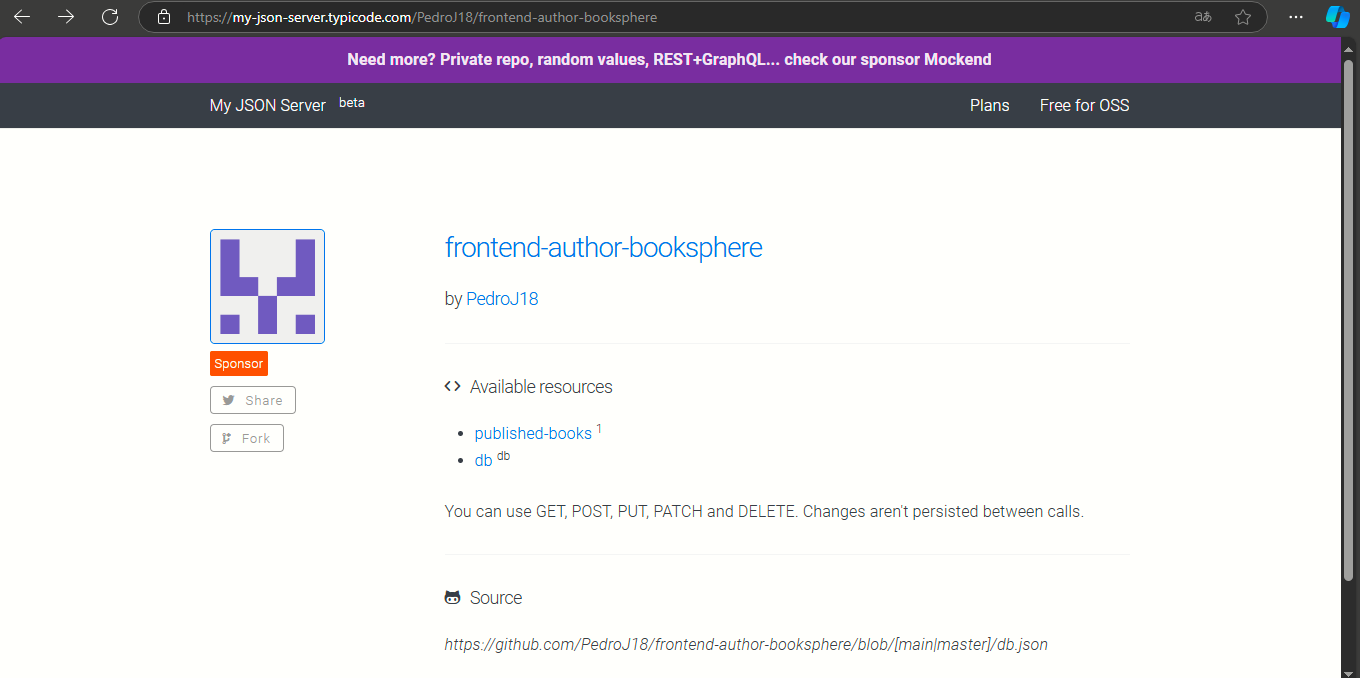 https://my-json-server.typicode.com/PedroJ18/frontend-author-booksphere
Need more? Private repo, random values, REST+GraphQL... check our sponsor Mockend
My JSON Server beta
Plans Free for OSS
frontend-author-booksphere
by PedroJ18
Sponsor
Share
Fork
Available resources
published-books 1
db db
You can use GET, POST, PUT, PATCH and DELETE. Changes aren't persisted between calls.
Source
https://github.com/PedroJ18/frontend-author-booksphere/blob/[main|master]/db.json